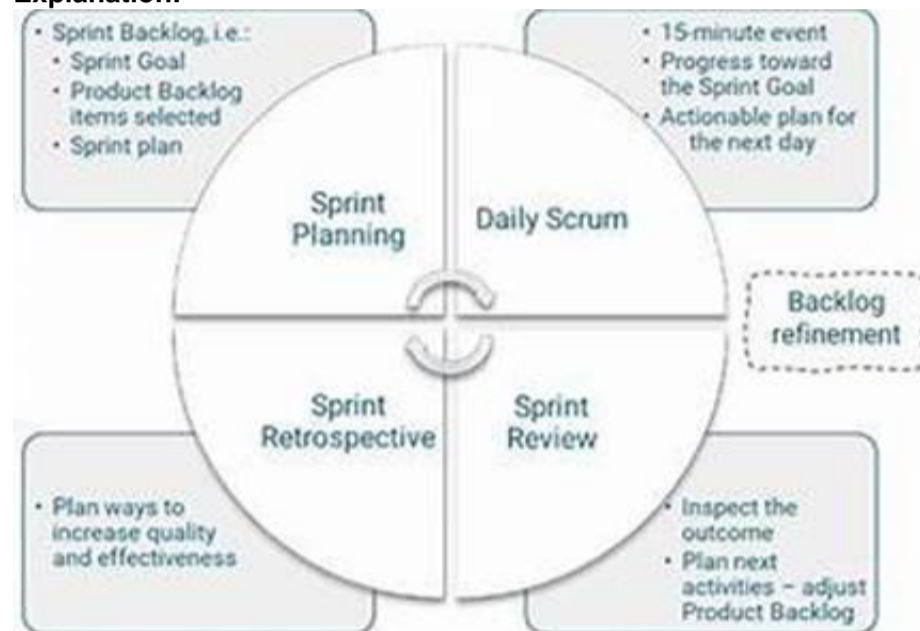 Explanation:
• Sprint Backlog, i.e.:
• Sprint Goal
• Product Backlog
items selected
• Sprint plan
• 15-minute event
• Progress toward
the Sprint Goal
• Actionable plan for
the next day
Sprint
Planning
Daily Scrum
Backlog
refinement
Sprint
Retrospective
Sprint
Review
• Plan ways to
increase quality
and effectiveness
• Inspect the
outcome
• Plan next
activities – adjust
Product Backlog